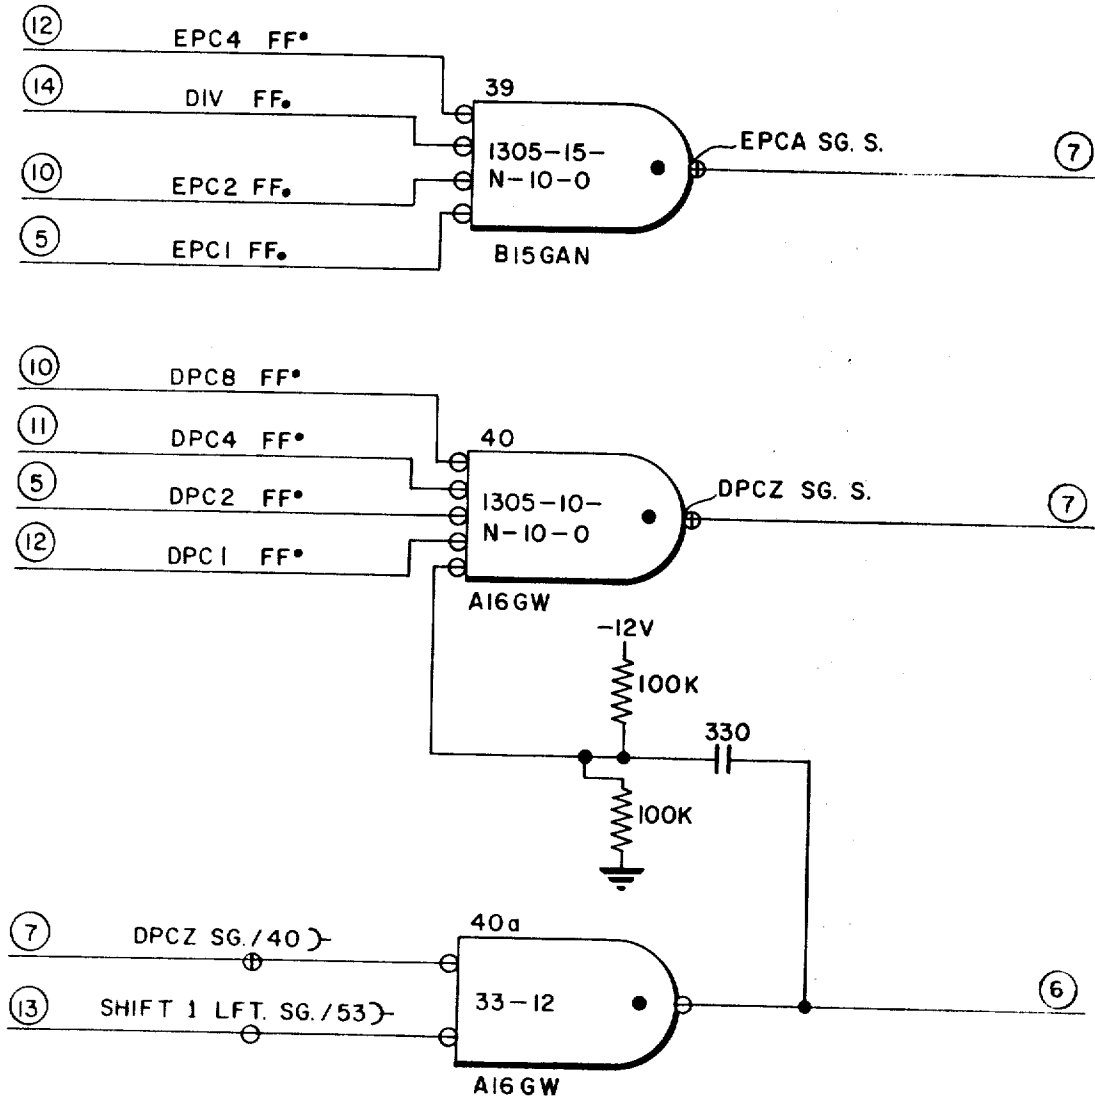 12
EPC4 FF•
14
DIV FF•
10
EPC2 FF•
5
EPC1 FF•
39
1305-15-
N-10-0
B15GAN
EPCA SG. S.
7
10
DPC8 FF•
11
DPC4 FF•
5
DPC2 FF•
12
DPC1 FF•
40
1305-10-
N-10-0
A16GW
DPCZ SG. S.
7
-12V
100K
330
100K
7
DPCZ SG./40
13
SHIFT 1 LFT. SG./53
40a
33-12
A16GW
6